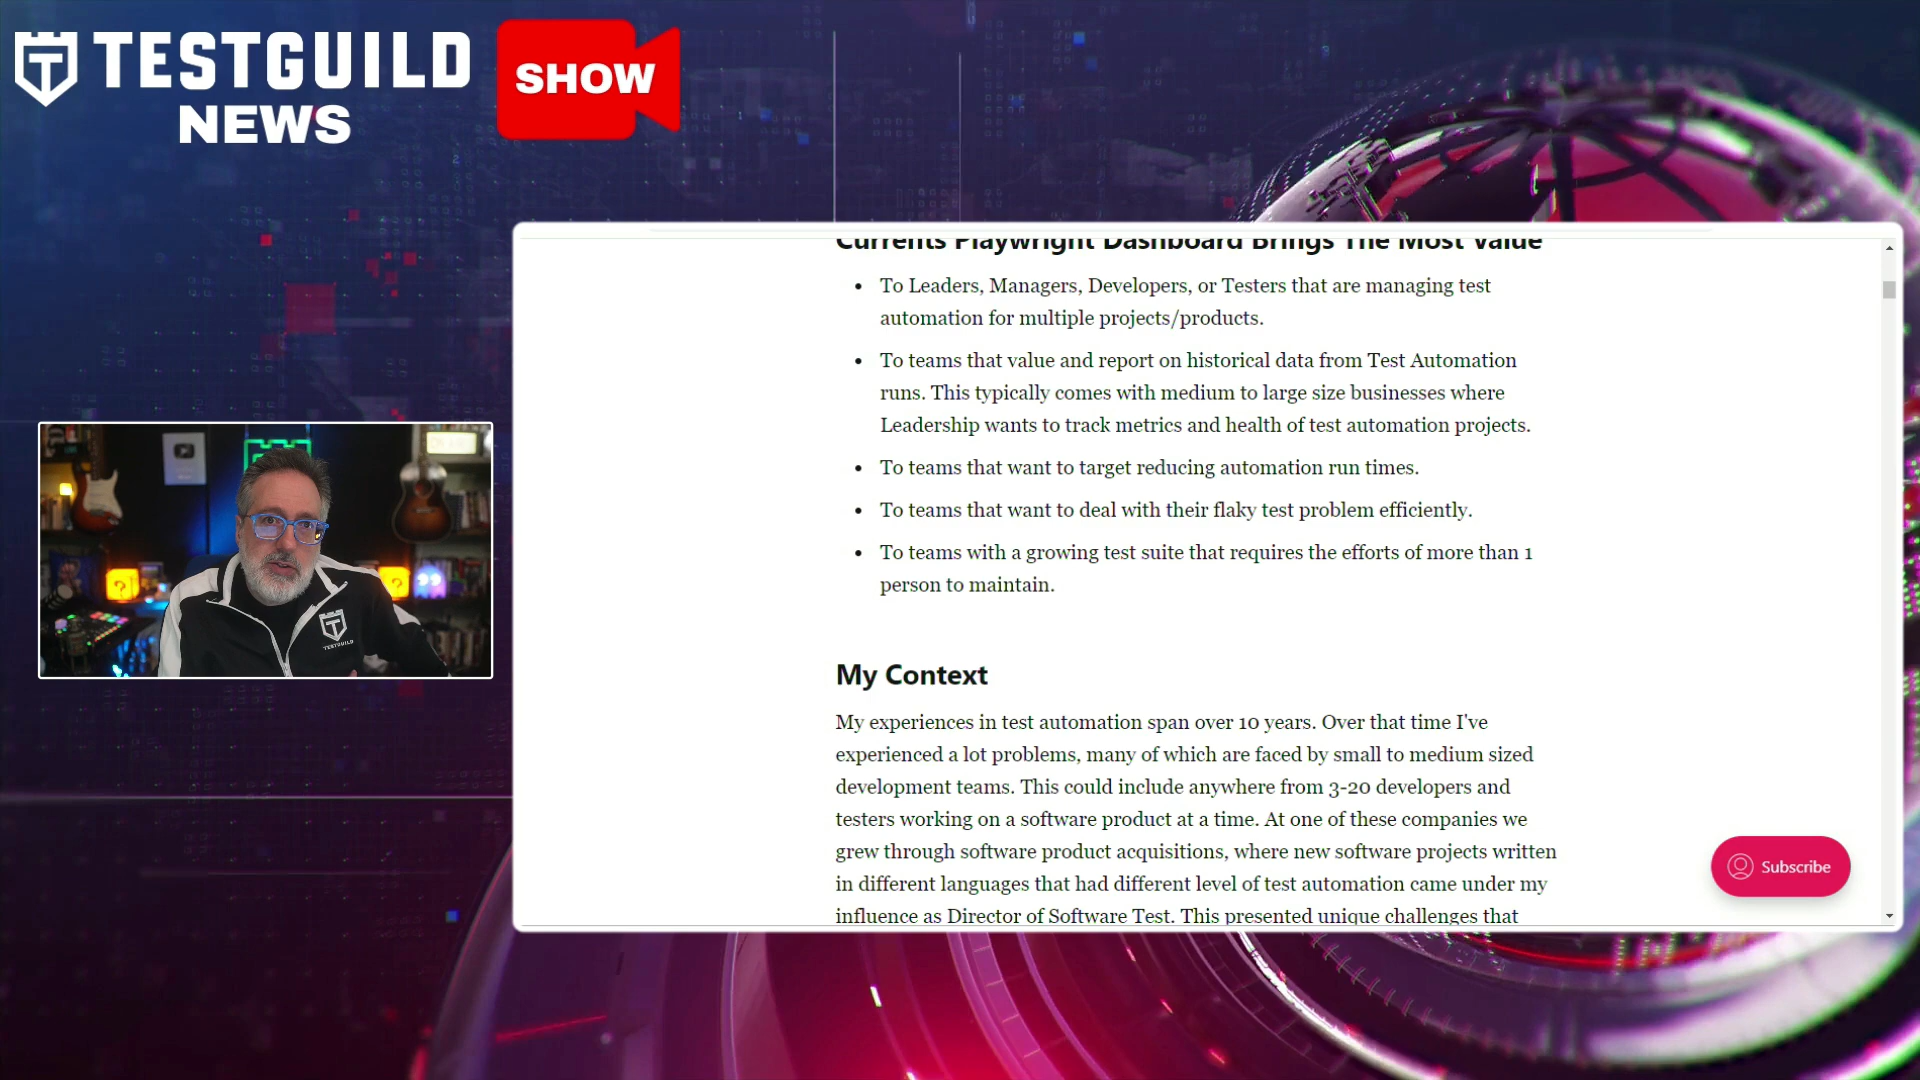 TESTGUILD
NEWS
SHOW
Currents Playwright Dashboard Brings The Most Value
• To Leaders, Managers, Developers, or Testers that are managing test
automation for multiple projects/products.
• To teams that value and report on historical data from Test Automation
runs. This typically comes with medium to large size businesses where
Leadership wants to track metrics and health of test automation projects.
• To teams that want to target reducing automation run times.
• To teams that want to deal with their flaky test problem efficiently.
• To teams with a growing test suite that requires the efforts of more than 1
person to maintain.
My Context
My experiences in test automation span over 10 years. Over that time I've
experienced a lot problems, many of which are faced by small to medium sized
development teams. This could include anywhere from 3-20 developers and
testers working on a software product at a time. At one of these companies we
grew through software product acquisitions, where new software projects written
in different languages that had different level of test automation came under my
influence as Director of Software Test. This presented unique challenges that
Subscribe
TESTGUILD